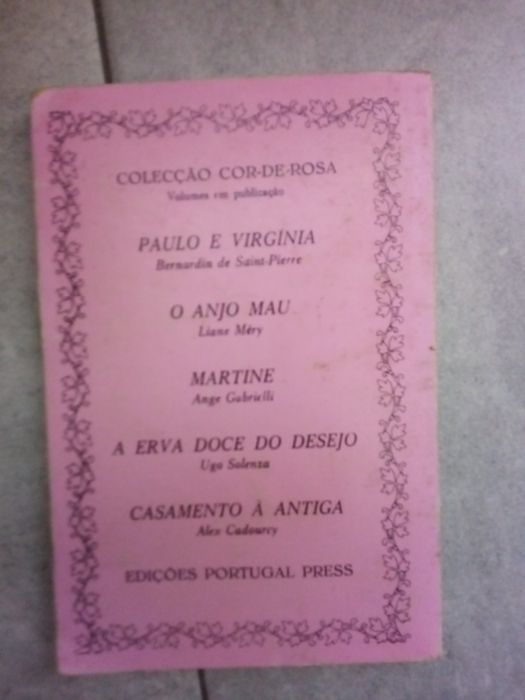 COLECÇÃO COR-DE-ROSA
Volumes em publicação
PAULO E VIRGÍNIA
Bernardin de Saint-Pierre
O ANJO MAU
Liane Méry
MARTINE
Ange Gabrielli
A ERVA DOCE DO DESEJO
Ugo Solenza
CASAMENTO À ANTIGA
Alex Cadourcy
EDIÇÕES PORTUGAL PRESS